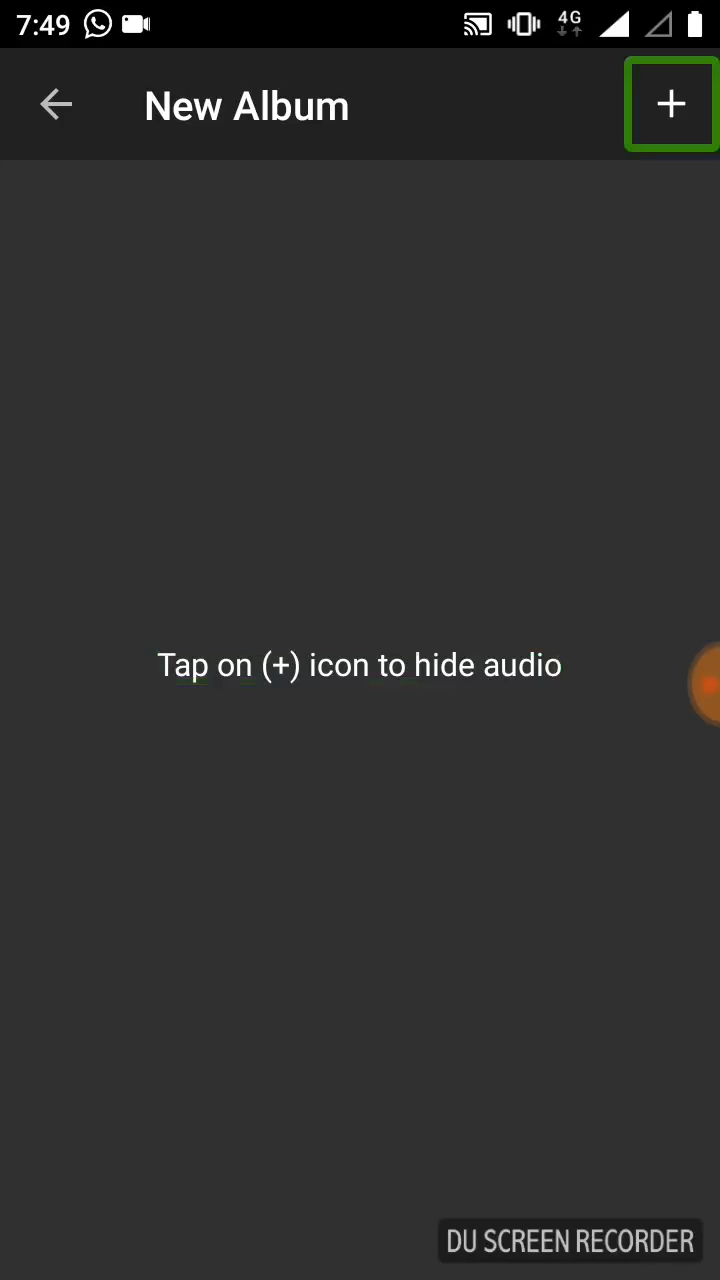 7:49 4G
New Album
Tap on (+) icon to hide audio
DU SCREEN RECORDER